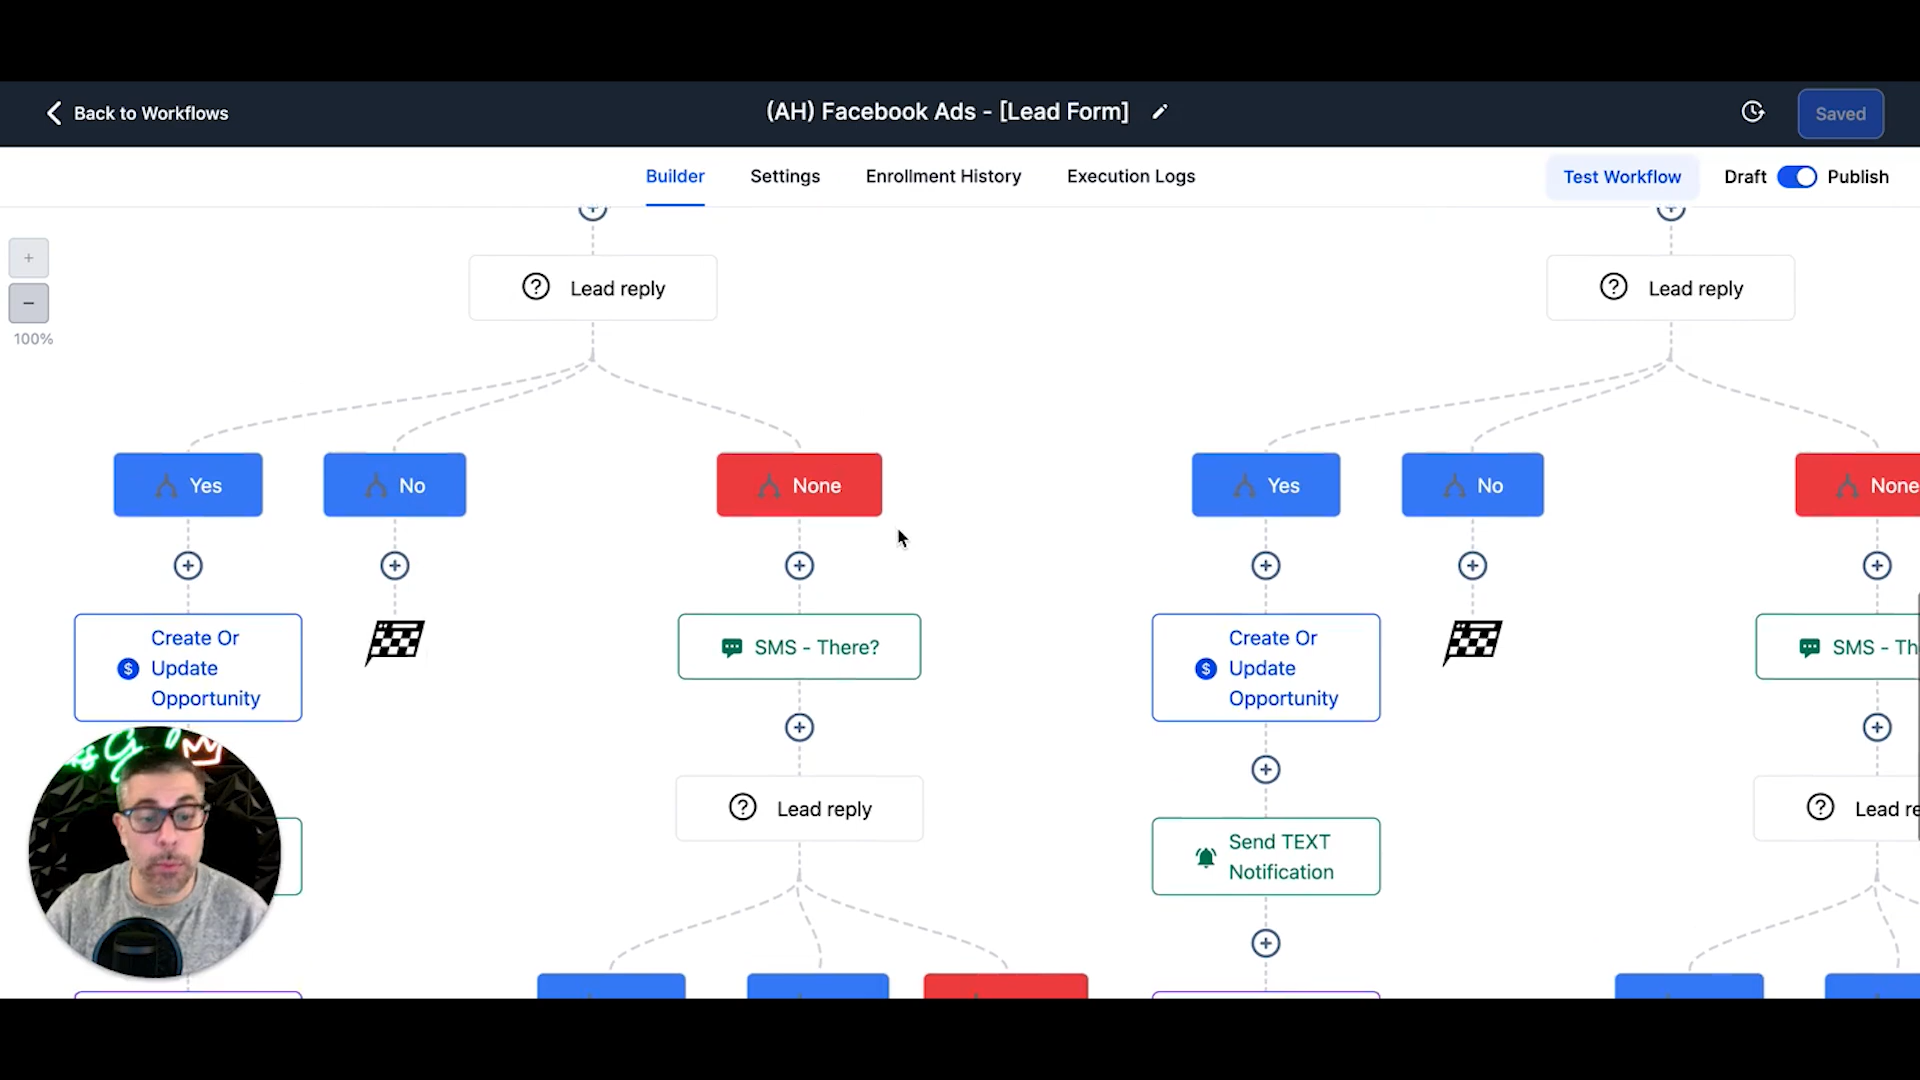 Back to Workflows
(AH) Facebook Ads - [Lead Form]
Saved
Builder
Settings
Enrollment History
Execution Logs
Test Workflow
Draft
Publish
+
−
100%
Lead reply
Lead reply
Yes
No
None
Yes
No
None
Create Or
Update
Opportunity
SMS - There?
Create Or
Update
Opportunity
SMS - Th
Lead reply
Send TEXT
Notification
Lead re